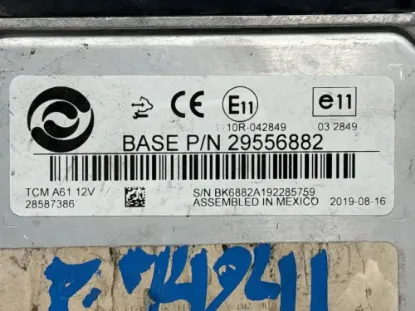 CE E11 e11
10R-042849 03 2849
BASE P/N 29556882
TCM A61 12V S/N BK6882A192285759
28587386 ASSEMBLED IN MEXICO 2019-08-16